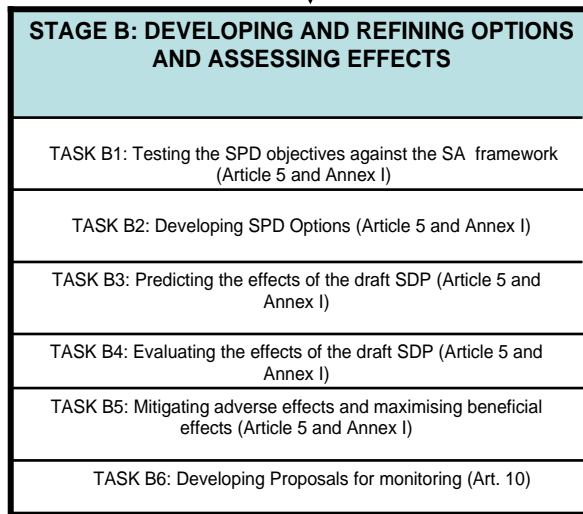 STAGE B: DEVELOPING AND REFINING OPTIONS
AND ASSESSING EFFECTS
TASK B1: Testing the SPD objectives against the SA framework
(Article 5 and Annex I)
TASK B2: Developing SPD Options (Article 5 and Annex I)
TASK B3: Predicting the effects of the draft SDP (Article 5 and
Annex I)
TASK B4: Evaluating the effects of the draft SDP (Article 5 and
Annex I)
TASK B5: Mitigating adverse effects and maximising beneficial
effects (Article 5 and Annex I)
TASK B6: Developing Proposals for monitoring (Art. 10)